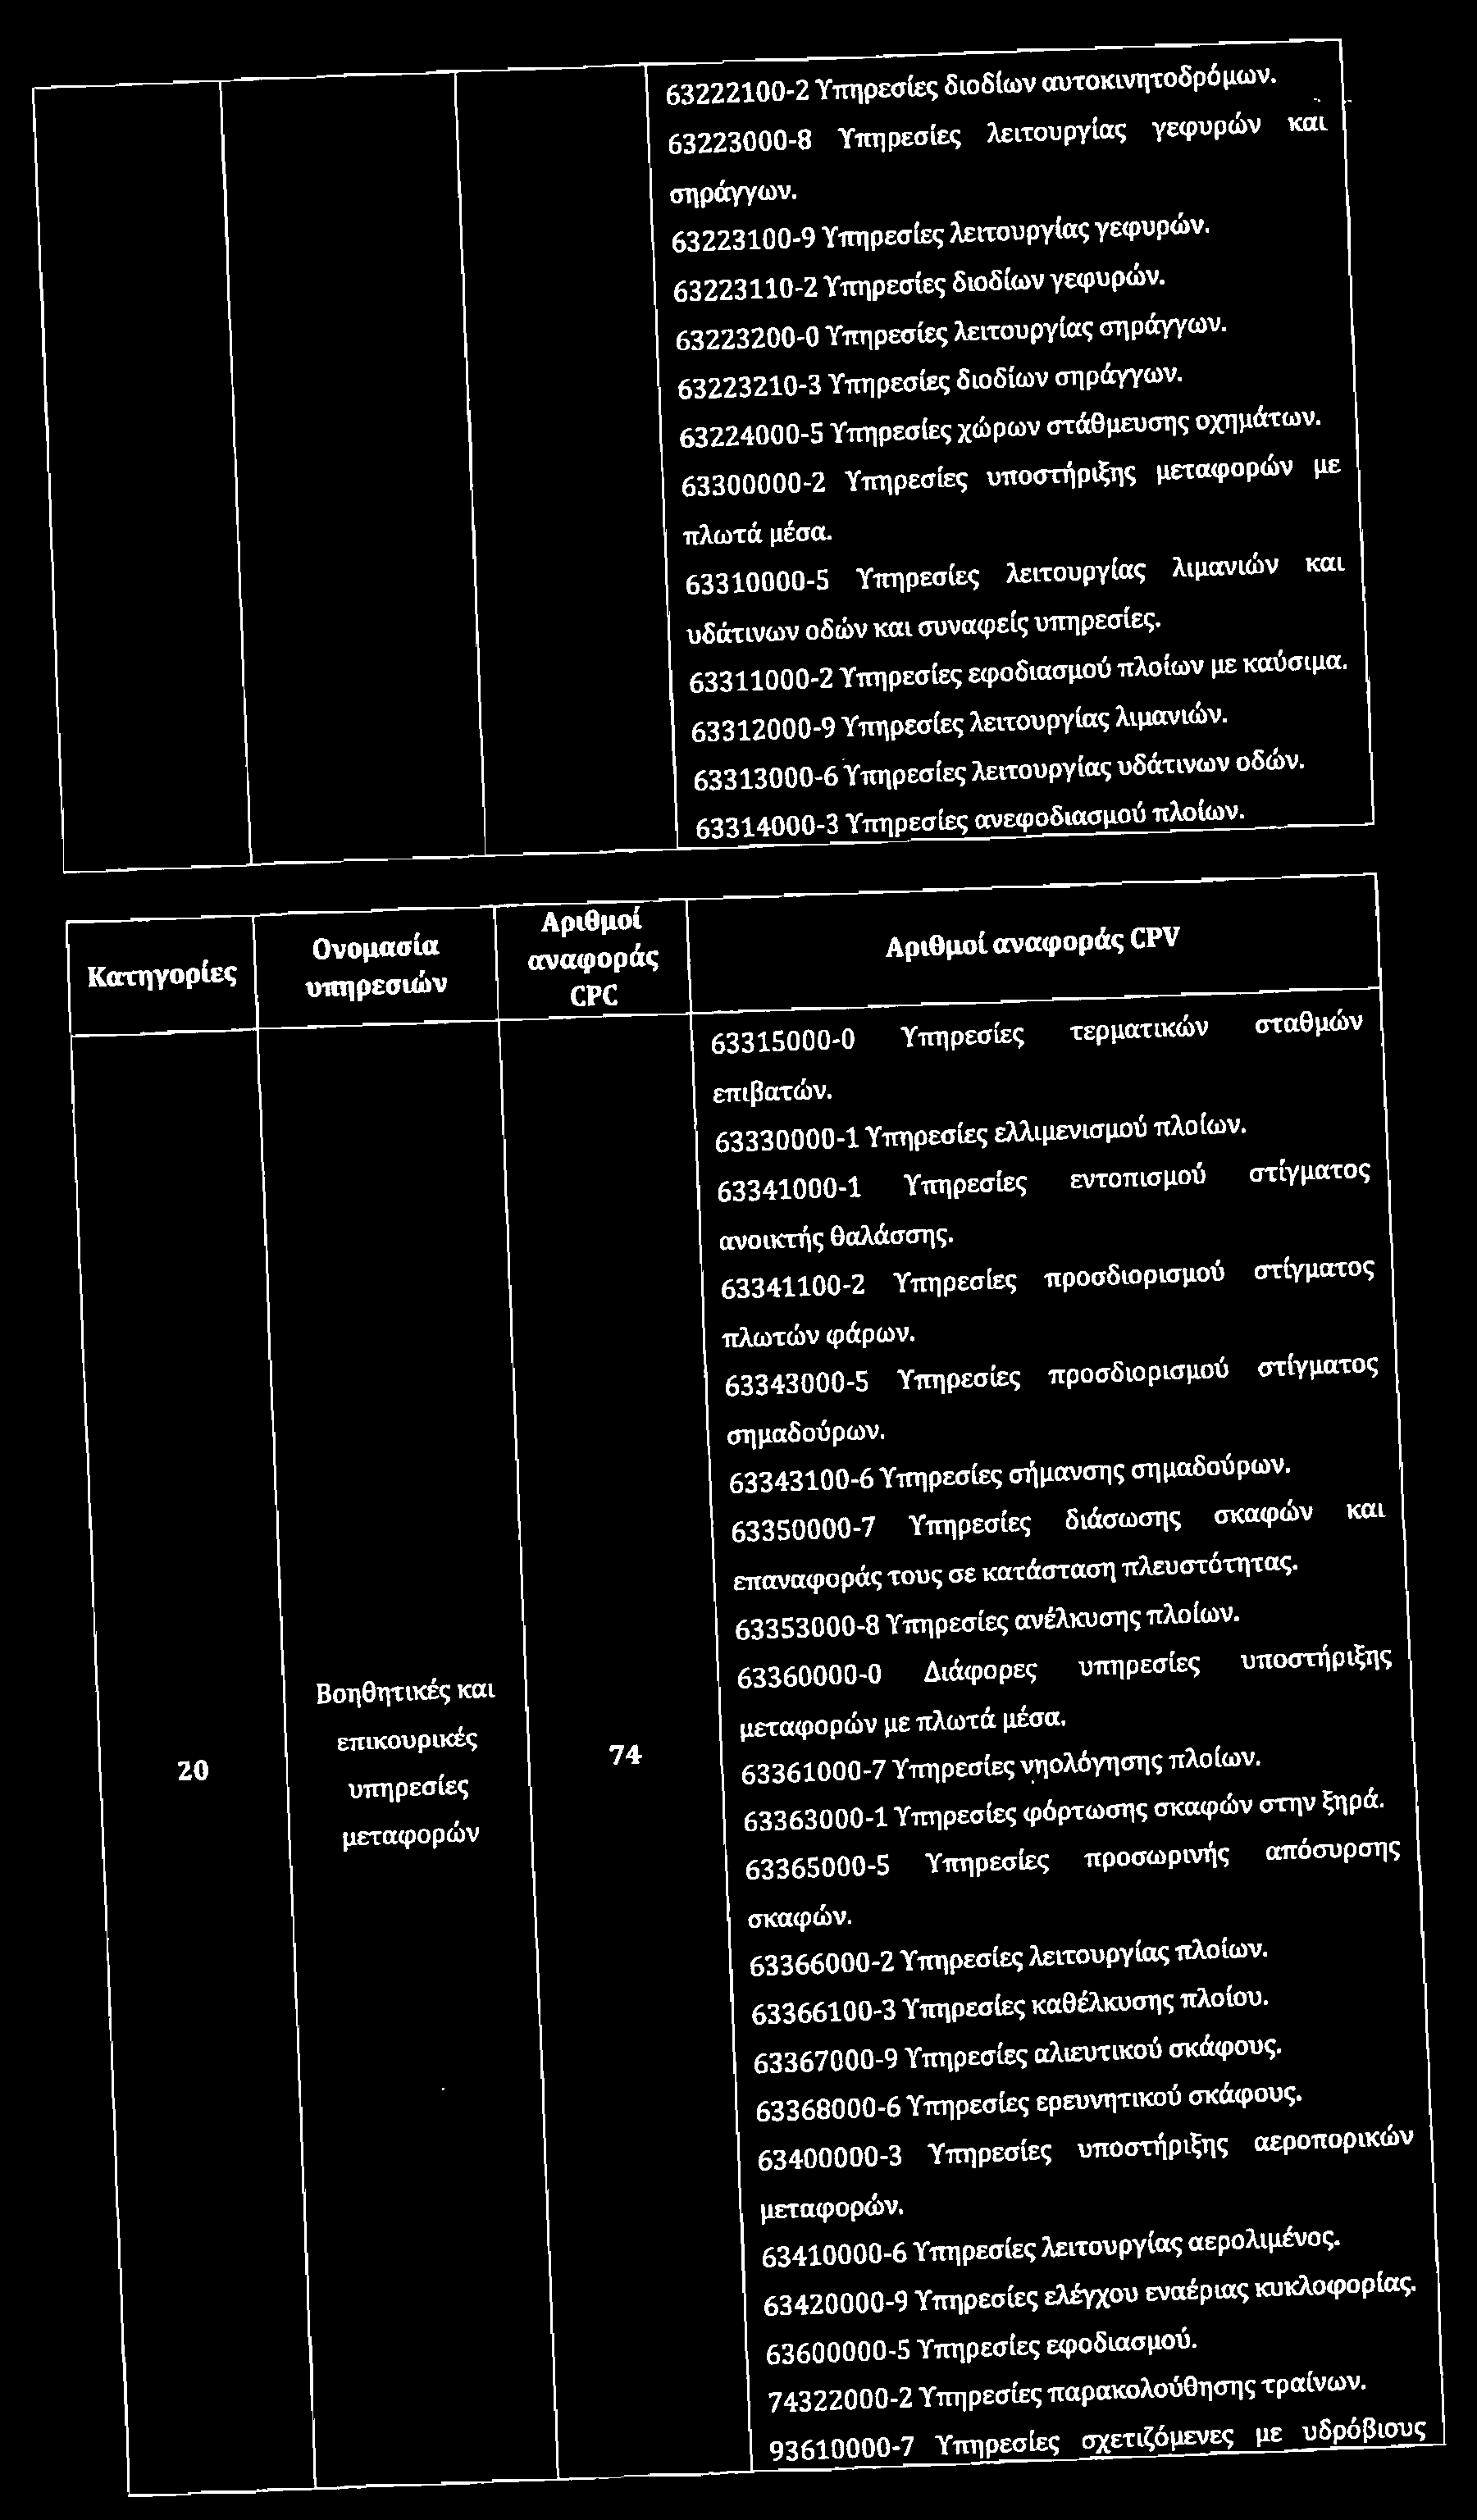 63222100-2 Υπηρεσίες διοδίων αυτοκινητοδρόμων.
63223000-8 Υπηρεσίες λειτουργίας γεφυρών και
σηράγγων.
63223100-9 Υπηρεσίες λειτουργίας γεφυρών.
63223110-2 Υπηρεσίες διοδίων γεφυρών.
63223200-0 Υπηρεσίες λειτουργίας σηράγγων.
63223210-3 Υπηρεσίες διοδίων σηράγγων.
63224000-5 Υπηρεσίες χώρων στάθμευσης οχημάτων.
63300000-2 Υπηρεσίες υποστήριξης μεταφορών με
πλωτά μέσα.
63310000-5 Υπηρεσίες λειτουργίας λιμανιών και
υδάτινων οδών και συναφείς υπηρεσίες.
63311000-2 Υπηρεσίες εφοδιασμού πλοίων με καύσιμα.
63312000-9 Υπηρεσίες λειτουργίας λιμανιών.
63313000-6 Υπηρεσίες λειτουργίας υδάτινων οδών.
63314000-3 Υπηρεσίες ανεφοδιασμού πλοίων.
Κατηγορίες
Ονομασία
υπηρεσιών
Αριθμοί
αναφοράς
CPC
Αριθμοί αναφοράς CPV
20
Βοηθητικές και
επικουρικές
υπηρεσίες
μεταφορών
74
63315000-0 Υπηρεσίες τερματικών σταθμών
επιβατών.
63330000-1 Υπηρεσίες ελλιμενισμού πλοίων.
63341000-1 Υπηρεσίες εντοπισμού στίγματος
ανοικτής θαλάσσης.
63341100-2 Υπηρεσίες προσδιορισμού στίγματος
πλωτών φάρων.
63343000-5 Υπηρεσίες προσδιορισμού στίγματος
σημαδούρων.
63343100-6 Υπηρεσίες σήμανσης σημαδούρων.
63350000-7 Υπηρεσίες διάσωσης σκαφών και
επαναφοράς τους σε κατάσταση πλευστότητας.
63353000-8 Υπηρεσίες ανέλκυσης πλοίων.
63360000-0 Διάφορες υπηρεσίες υποστήριξης
μεταφορών με πλωτά μέσα.
63361000-7 Υπηρεσίες νηολόγησης πλοίων.
63363000-1 Υπηρεσίες φόρτωσης σκαφών στην ξηρά.
63365000-5 Υπηρεσίες προσωρινής απόσυρσης
σκαφών.
63366000-2 Υπηρεσίες λειτουργίας πλοίων.
63366100-3 Υπηρεσίες καθέλκυσης πλοίου.
63367000-9 Υπηρεσίες αλιευτικού σκάφους.
63368000-6 Υπηρεσίες ερευνητικού σκάφους.
63400000-3 Υπηρεσίες υποστήριξης αεροπορικών
μεταφορών.
63410000-6 Υπηρεσίες λειτουργίας αερολιμένος.
63420000-9 Υπηρεσίες ελέγχου εναέριας κυκλοφορίας.
63600000-5 Υπηρεσίες εφοδιασμού.
74322000-2 Υπηρεσίες παρακολούθησης τραίνων.
93610000-7 Υπηρεσίες σχετιζόμενες με υδρόβιους